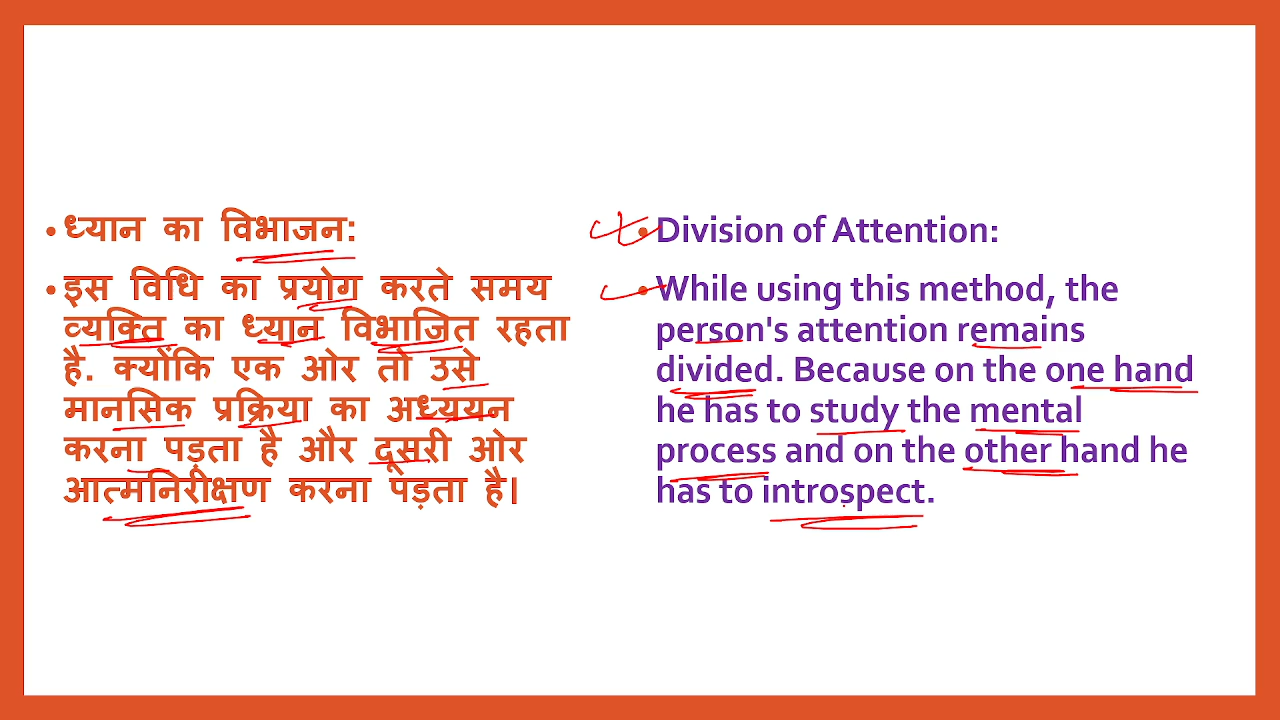 • ध्यान का विभाजन:
• इस विधि का प्रयोग करते समय
व्यक्ति का ध्यान विभाजित रहता
है. क्योंकि एक ओर तो उसे
मानसिक प्रक्रिया का अध्ययन
करना पड़ता है और दूसरी ओर
आत्मनिरीक्षण करना पड़ता है।
• Division of Attention:
• While using this method, the
person's attention remains
divided. Because on the one hand
he has to study the mental
process and on the other hand he
has to introspect.